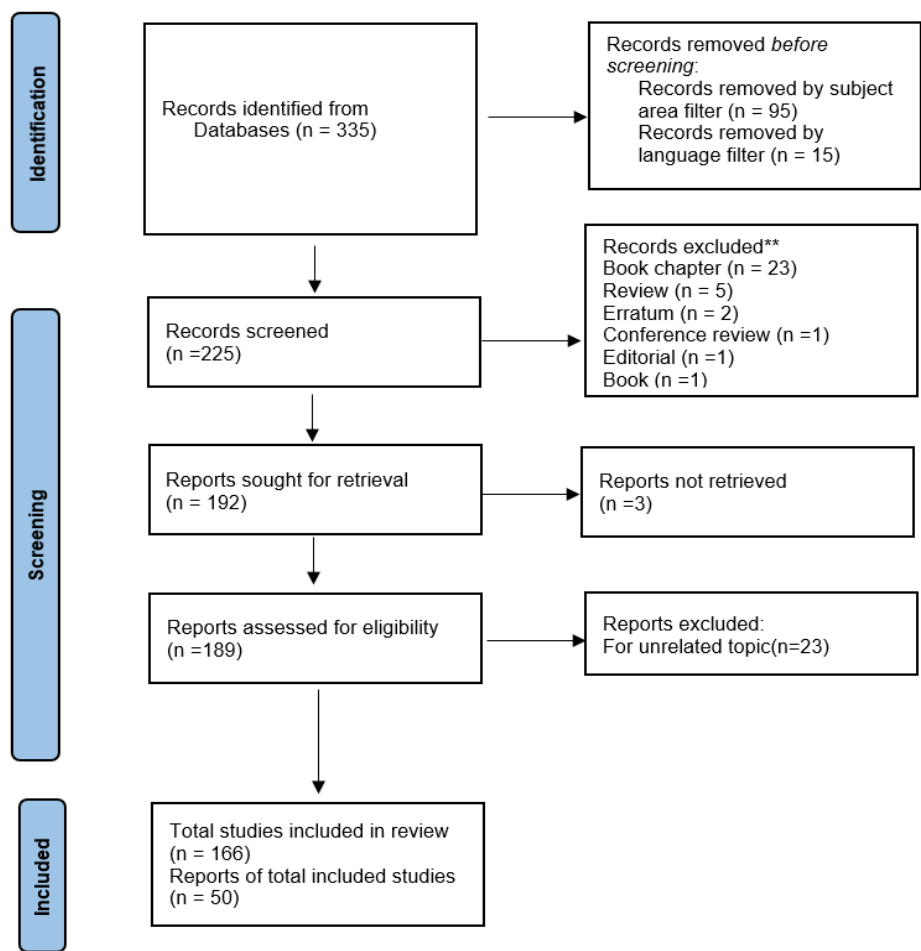 Identification
Records identified from
Databases (n = 335)
Records removed before
screening:
Records removed by subject
area filter (n = 95)
Records removed by
language filter (n = 15)
Screening
Records screened
(n =225)
Records excluded**
Book chapter (n = 23)
Review (n = 5)
Erratum (n = 2)
Conference review (n =1)
Editorial (n =1)
Book (n =1)
Reports sought for retrieval
(n = 192)
Reports not retrieved
(n =3)
Reports assessed for eligibility
(n =189)
Reports excluded:
For unrelated topic(n=23)
Included
Total studies included in review
(n = 166)
Reports of total included studies
(n = 50)